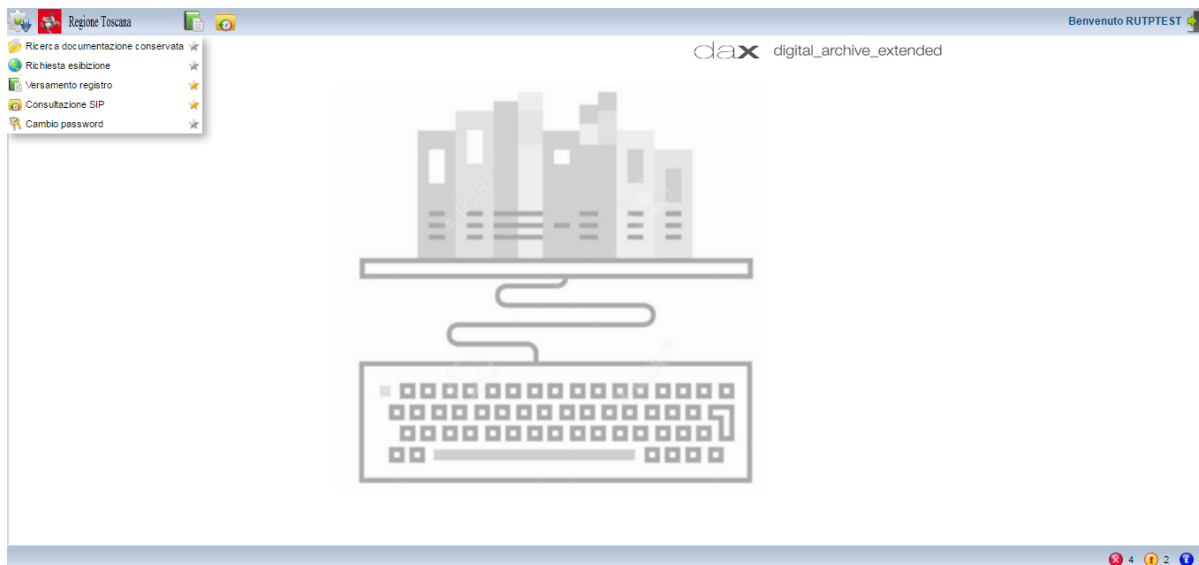 Regione Toscana
Benvenuto RUTPTEST
Ricerca documentazione conservata
Richiesta esibizione
Versamento registro
Consultazione SIP
Cambio password
dax digital_archive_extended
4 2